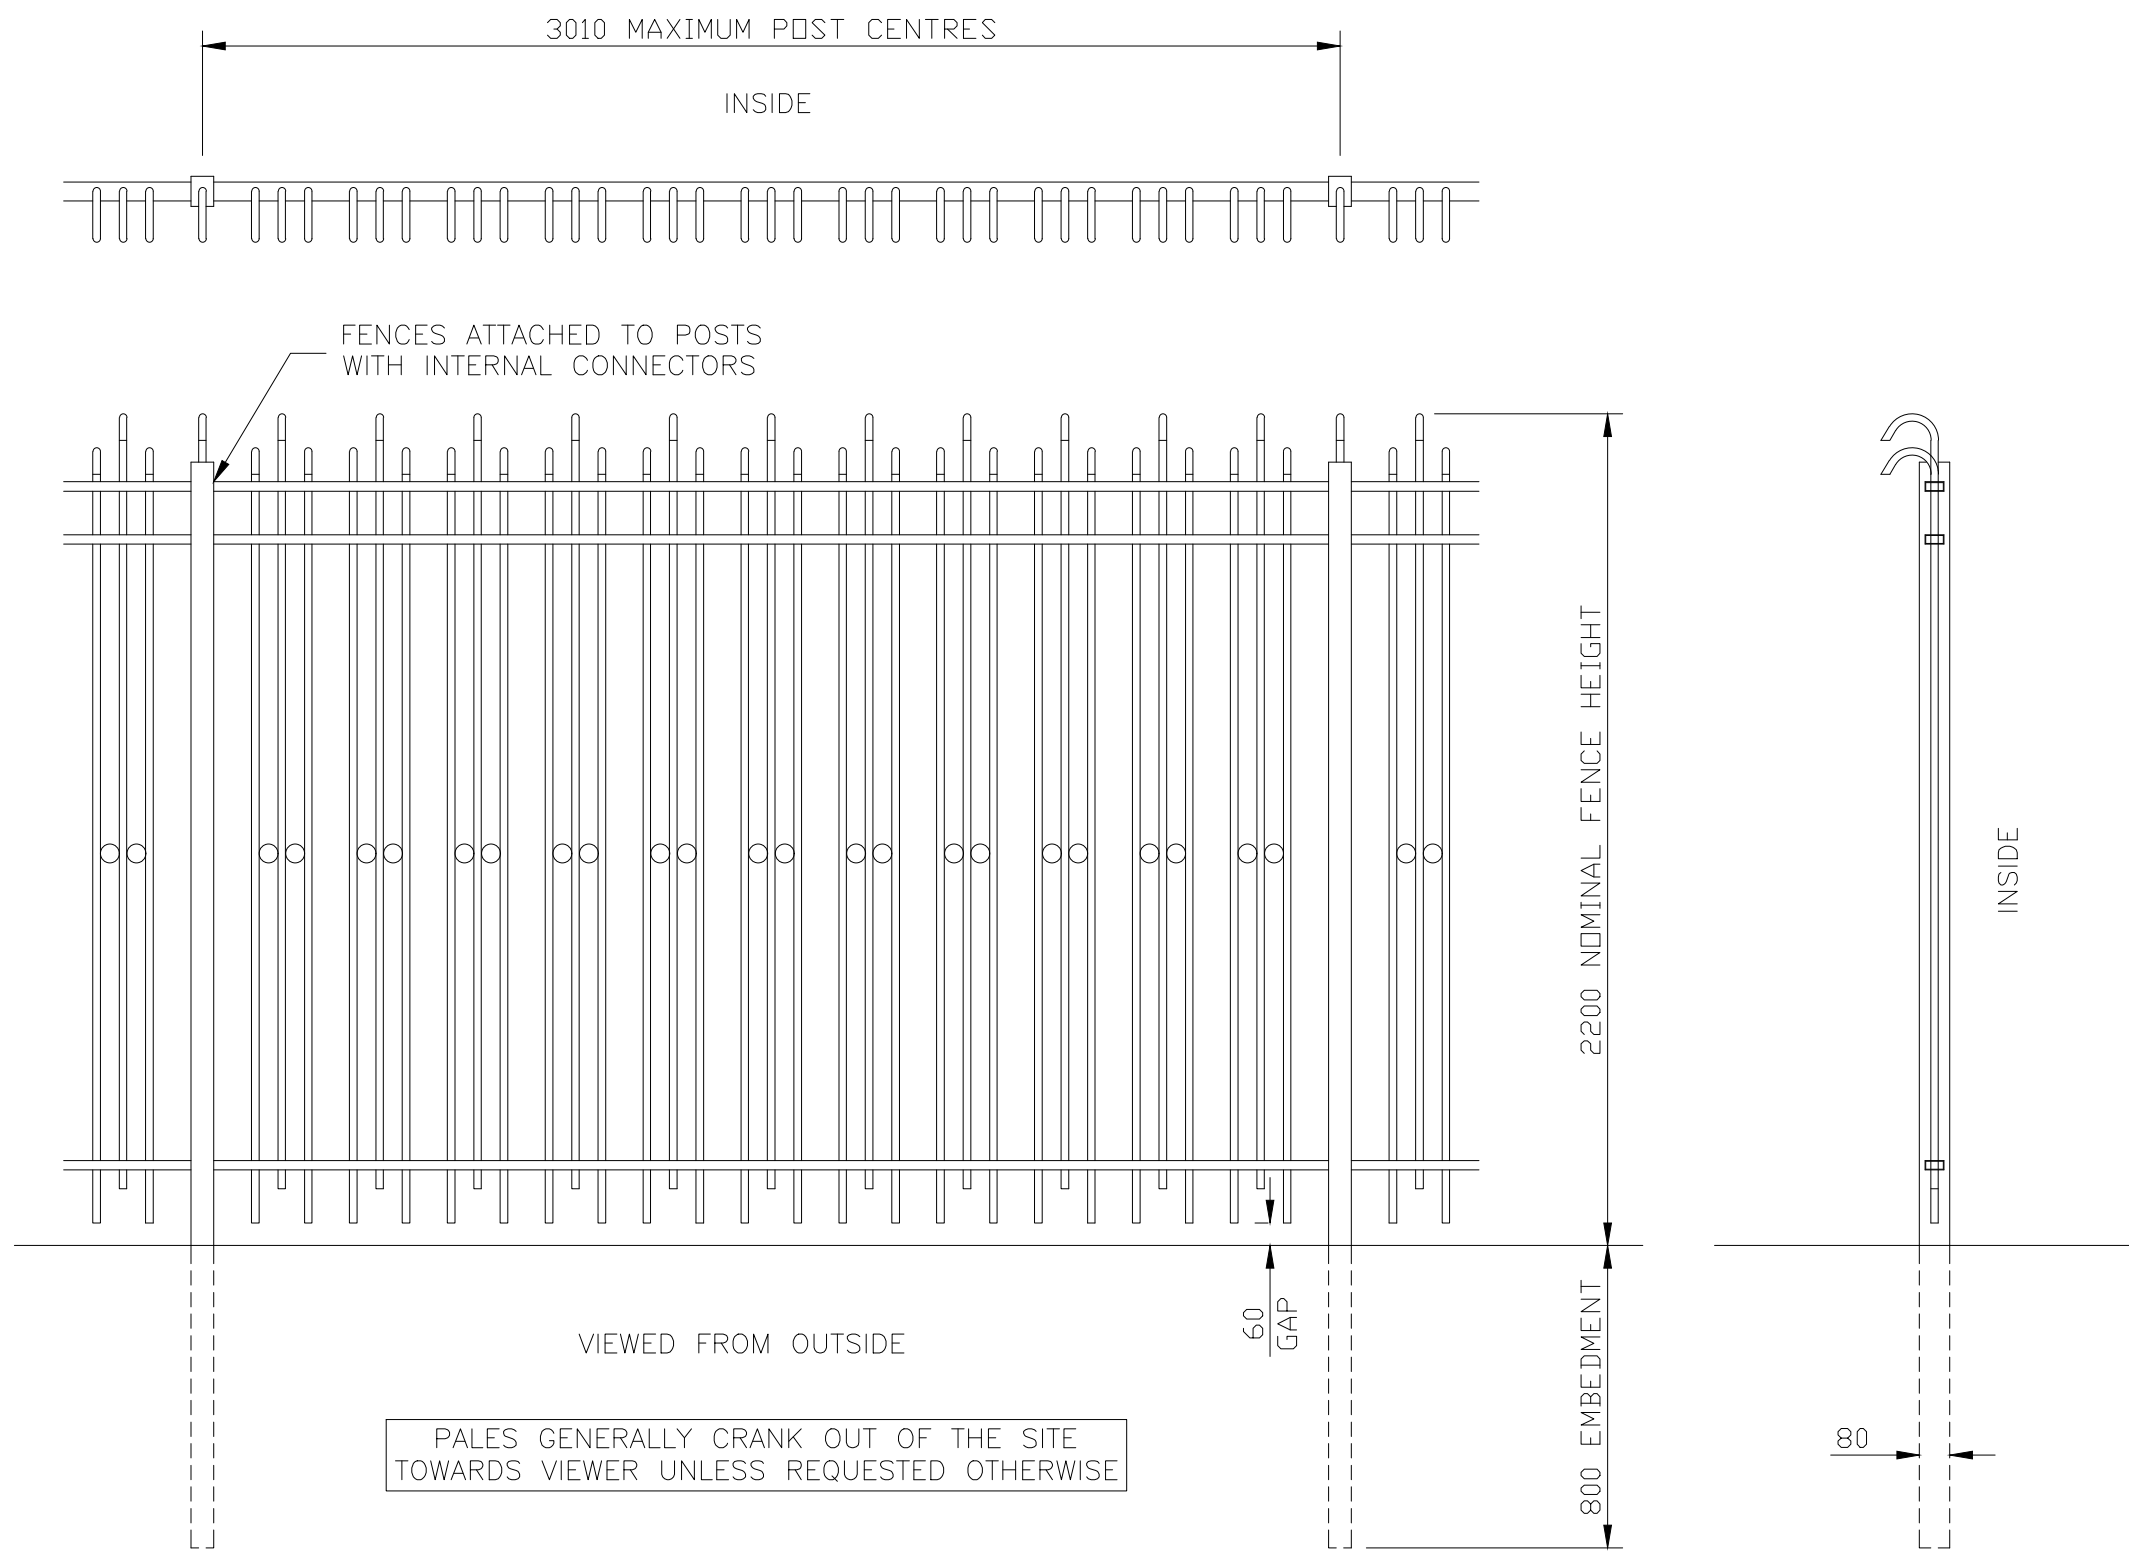 3010 MAXIMUM POST CENTRES
INSIDE
FENCES ATTACHED TO POSTS
WITH INTERNAL CONNECTORS
2200 NOMINAL FENCE HEIGHT
INSIDE
60
GAP
800 EMBEDMENT
VIEWED FROM OUTSIDE
PALES GENERALLY CRANK OUT OF THE SITE
TOWARDS VIEWER UNLESS REQUESTED OTHERWISE
80